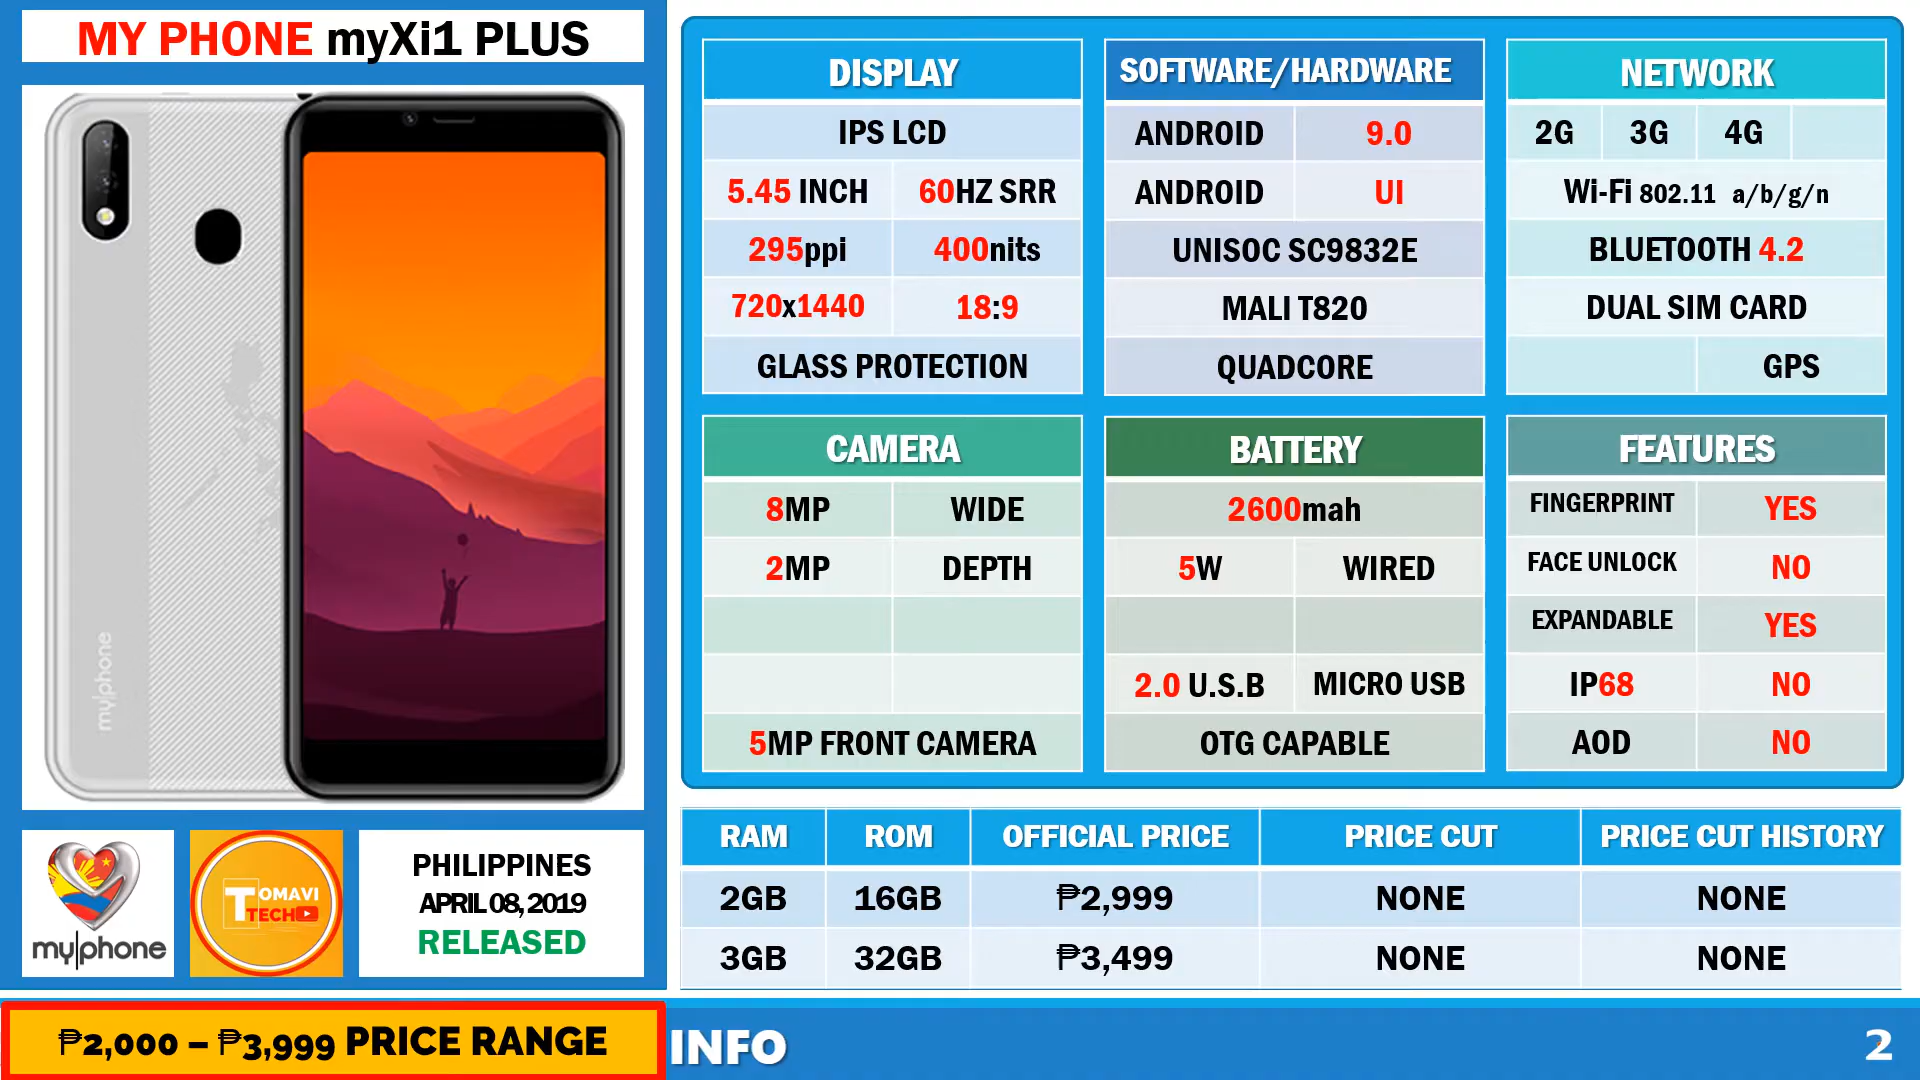 MY PHONE myXi1 PLUS
myphone
myphone
TOMAVI
TECH
PHILIPPINES
APRIL 08, 2019
RELEASED
₱2,000 – ₱3,999 PRICE RANGE
DISPLAY
IPS LCD
5.45 INCH 60HZ SRR
295ppi 400nits
720x1440 18:9
GLASS PROTECTION
SOFTWARE/HARDWARE
ANDROID 9.0
ANDROID UI
UNISOC SC9832E
MALI T820
QUADCORE
NETWORK
2G 3G 4G
Wi-Fi 802.11 a/b/g/n
BLUETOOTH 4.2
DUAL SIM CARD
GPS
CAMERA
8MP WIDE
2MP DEPTH
5MP FRONT CAMERA
BATTERY
2600mah
5W WIRED
2.0 U.S.B MICRO USB
OTG CAPABLE
FEATURES
FINGERPRINT YES
FACE UNLOCK NO
EXPANDABLE YES
IP68 NO
AOD NO
RAM ROM OFFICIAL PRICE PRICE CUT PRICE CUT HISTORY
2GB 16GB ₱2,999 NONE NONE
3GB 32GB ₱3,499 NONE NONE
INFO 2